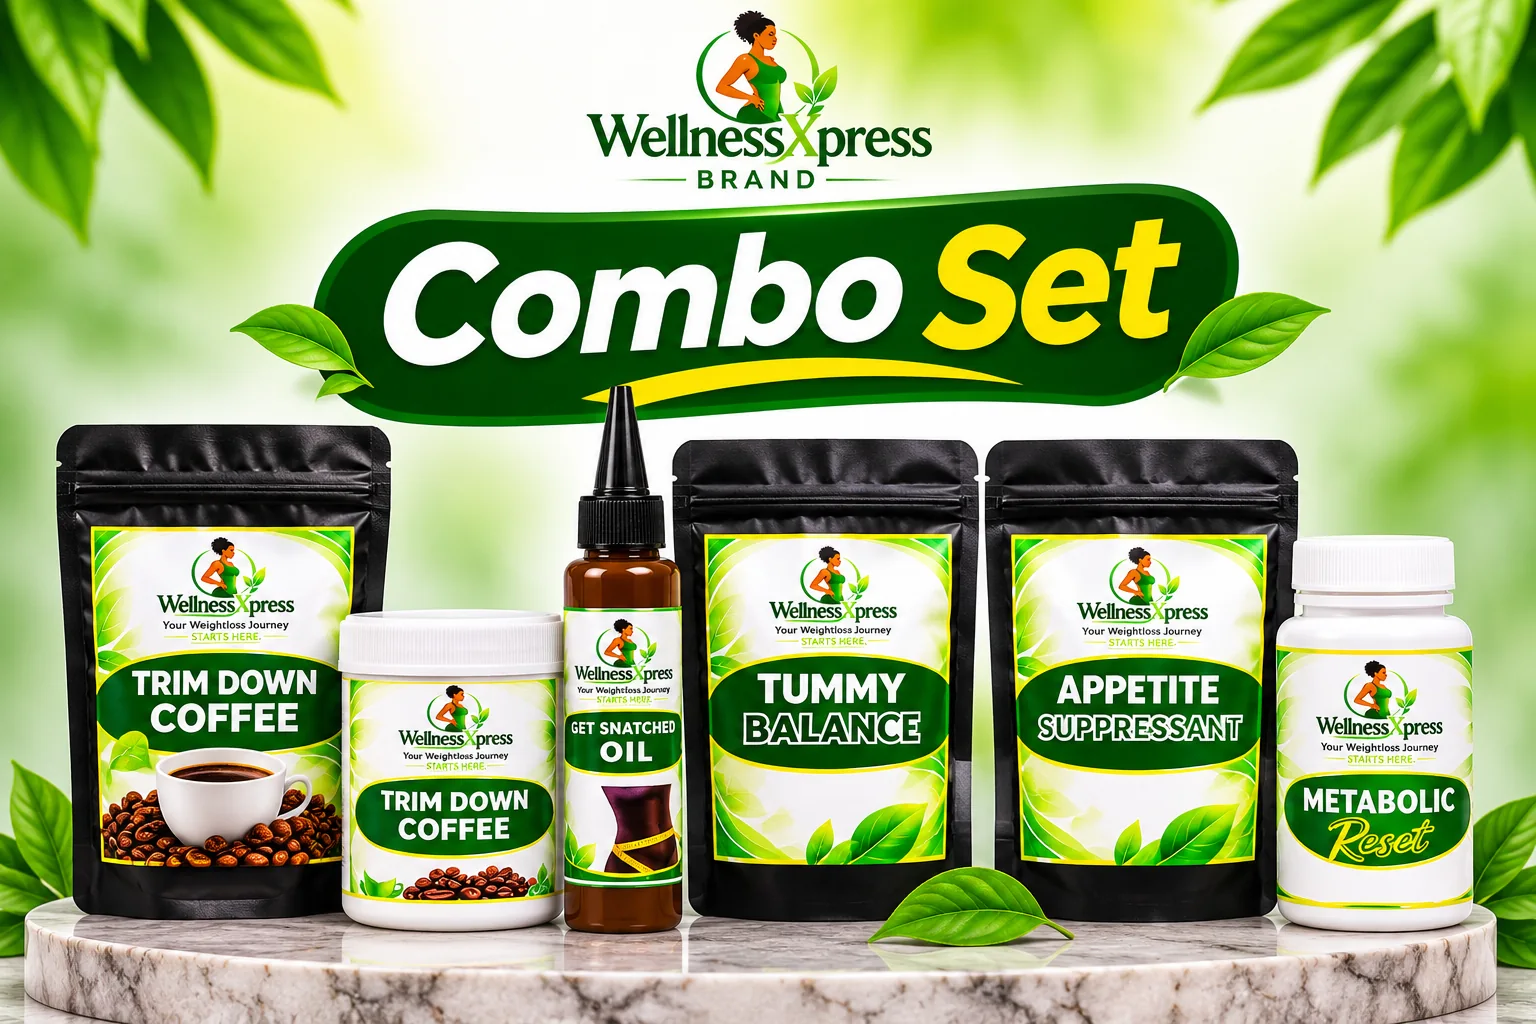 WellnessXpress
BRAND
Combo Set
WellnessXpress
Your Weightloss Journey
STARTS HERE.
TRIM DOWN
COFFEE
WellnessXpress
Your Weightloss Journey
STARTS HERE.
TRIM DOWN
COFFEE
WellnessXpress
Your Weightloss Journey
STARTS HERE.
GET SNATCHED
OIL
WellnessXpress
Your Weightloss Journey
STARTS HERE.
TUMMY
BALANCE
WellnessXpress
Your Weightloss Journey
STARTS HERE.
APPETITE
SUPPRESSANT
WellnessXpress
Your Weightloss Journey
STARTS HERE.
METABOLIC
Reset